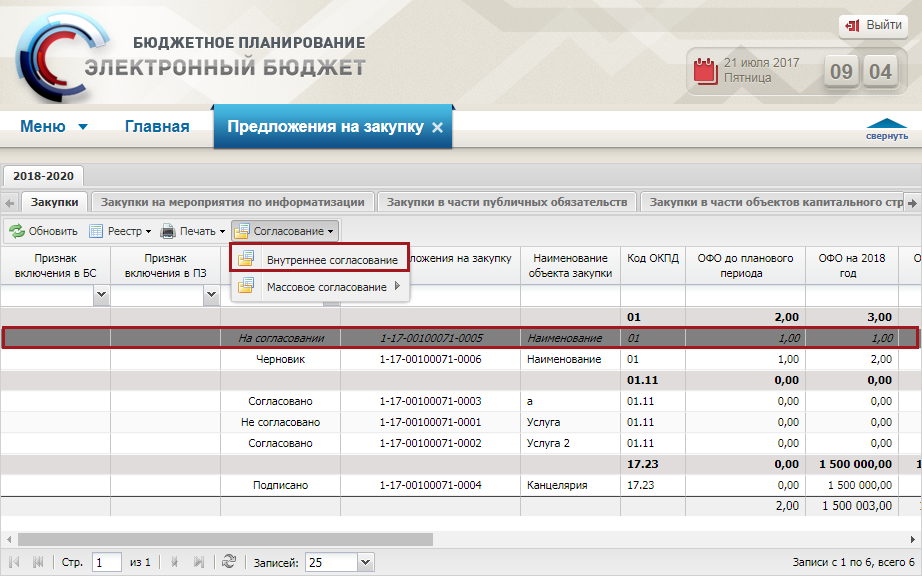 БЮДЖЕТНОЕ ПЛАНИРОВАНИЕ
ЭЛЕКТРОННЫЙ БЮДЖЕТ
Выйти
21 июля 2017
Пятница
09 04
Меню Главная Предложения на закупку
свернуть
2018-2020
Закупки Закупки на мероприятия по информатизации Закупки в части публичных обязательств Закупки в части объектов капитального стр
Обновить Реестр Печать Согласование
Внутреннее согласование
Массовое согласование
Признак включения в БС Признак включения в ПЗ ложения на закупку Наименование объекта закупки Код ОКПД ОФО до планового периода ОФО на 2018 год О
01 2,00 3,00
На согласовании 1-17-00100071-0005 Наименование 01 1,00 1,00
Черновик 1-17-00100071-0006 Наименование 01 1,00 2,00
01.11 0,00 0,00
Согласовано 1-17-00100071-0003 а 01.11 0,00 0,00
Не согласовано 1-17-00100071-0001 Услуга 01.11 0,00 0,00
Согласовано 1-17-00100071-0002 Услуга 2 01.11 0,00 0,00
17.23 0,00 1 500 000,00 1
Подписано 1-17-00100071-0004 Канцелярия 17.23 0,00 1 500 000,00
2,00 1 500 003,00
Стр. 1 из 1 Записей: 25 Записи с 1 по 6, всего 6